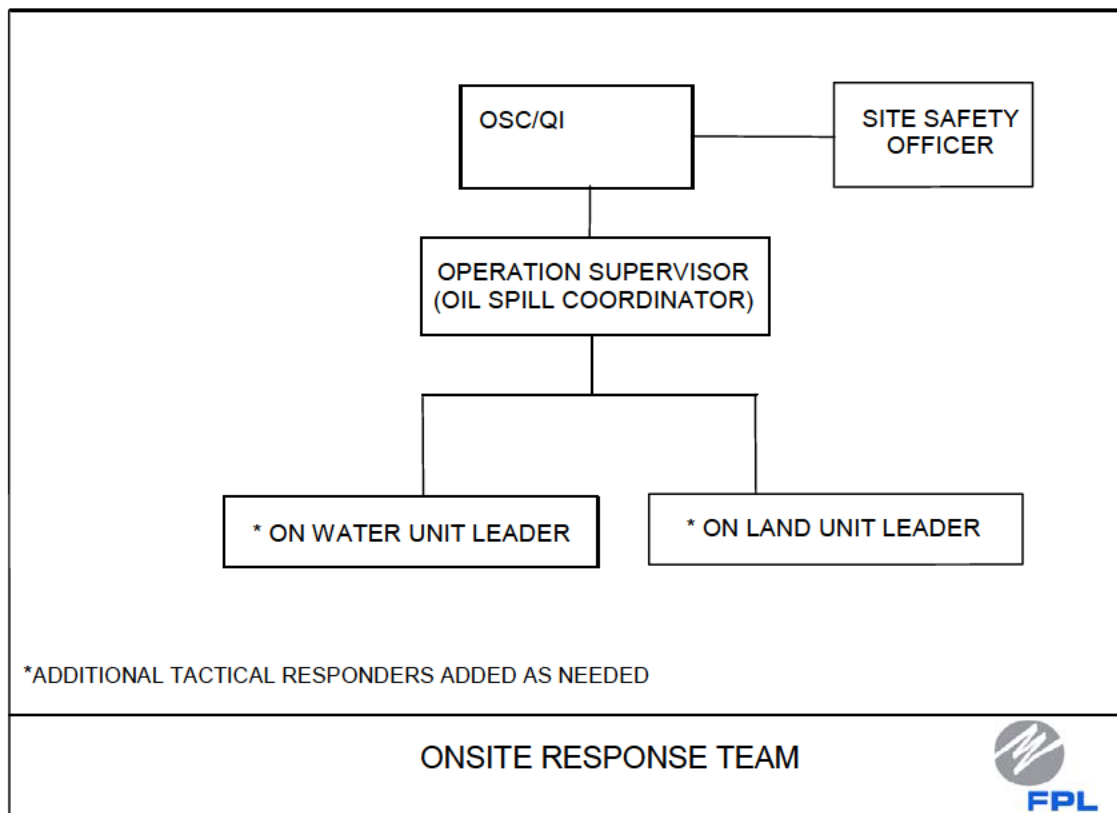 OSC/QI
SITE SAFETY
OFFICER
OPERATION SUPERVISOR
(OIL SPILL COORDINATOR)
* ON WATER UNIT LEADER
* ON LAND UNIT LEADER
*ADDITIONAL TACTICAL RESPONDERS ADDED AS NEEDED
ONSITE RESPONSE TEAM
FPL